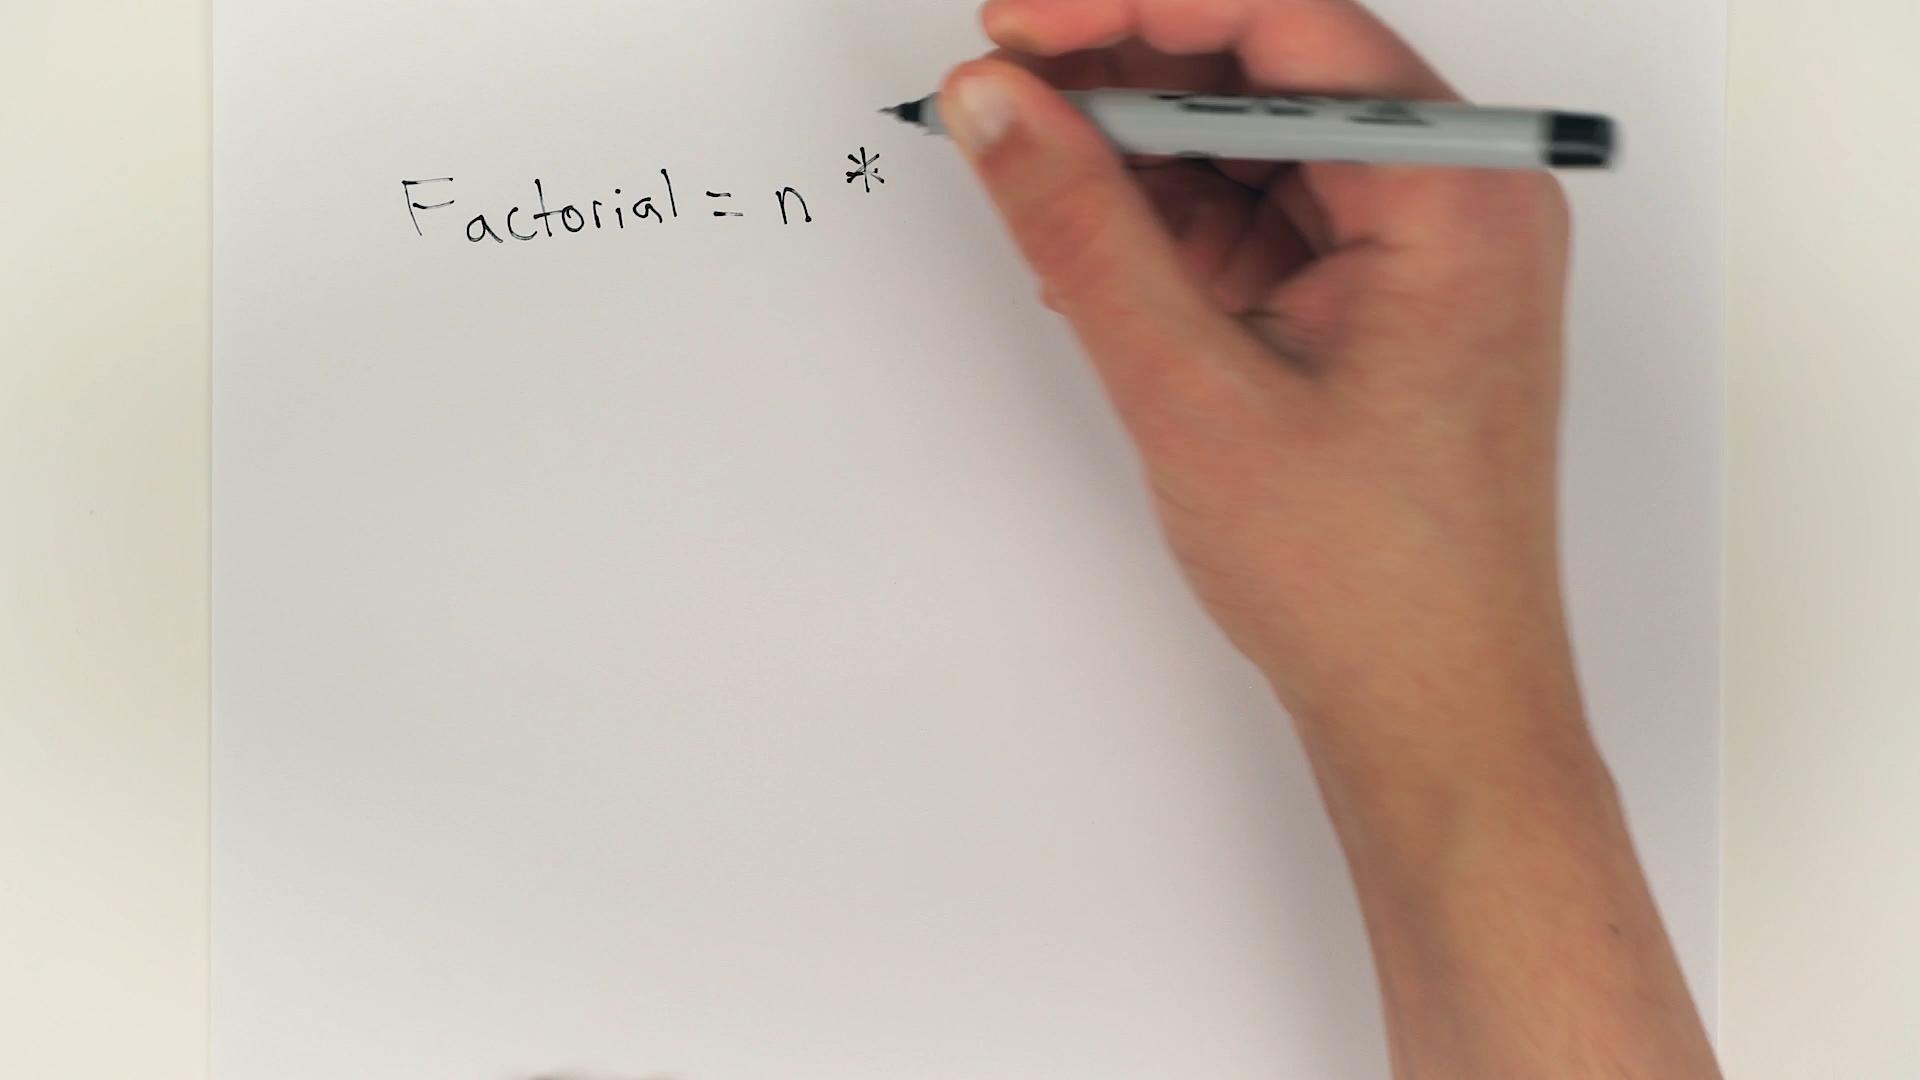 Factorial = n *